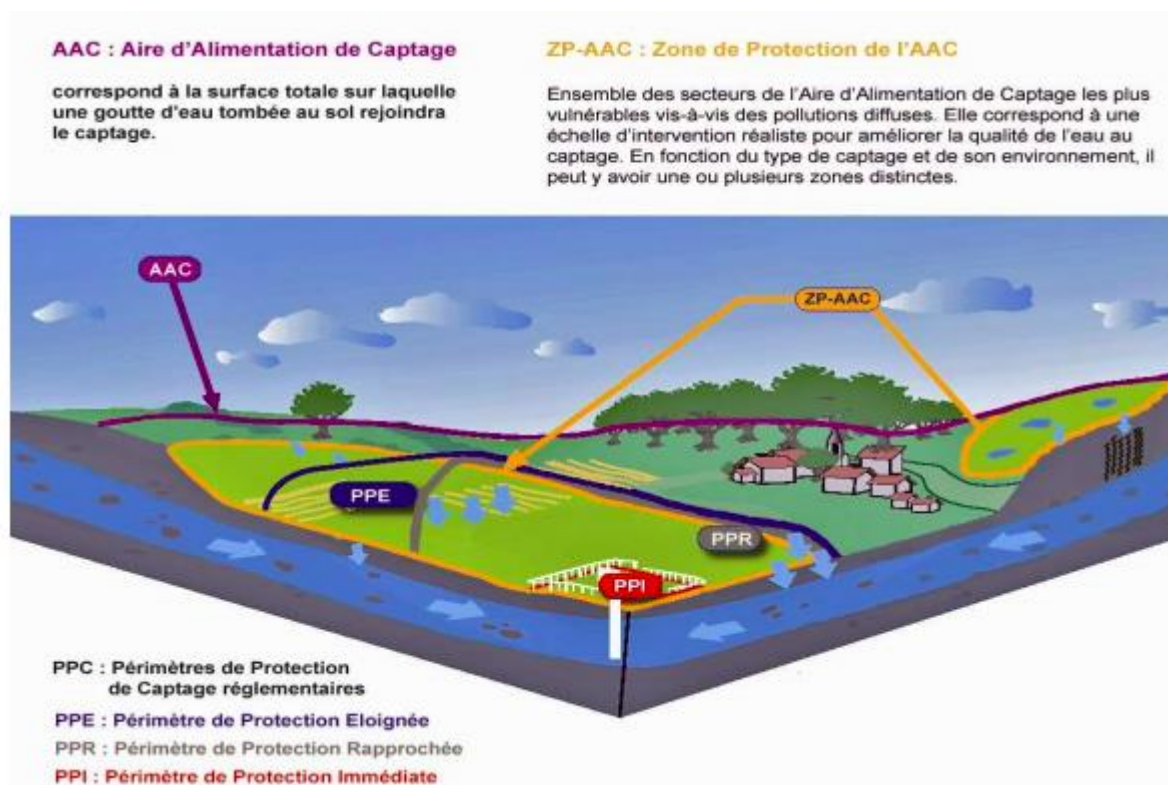 AAC : Aire d'Alimentation de Captage
correspond à la surface totale sur laquelle
une goutte d'eau tombée au sol rejoindra
le captage.
ZP-AAC : Zone de Protection de l'AAC
Ensemble des secteurs de l'Aire d'Alimentation de Captage les plus
vulnérables vis-à-vis des pollutions diffuses. Elle correspond à une
échelle d'intervention réaliste pour améliorer la qualité de l'eau au
captage. En fonction du type de captage et de son environnement, il
peut y avoir une ou plusieurs zones distinctes.
AAC
ZP-AAC
PPE
PPR
PPI
PPC : Périmètres de Protection
de Captage réglementaires
PPE : Périmètre de Protection Eloignée
PPR : Périmètre de Protection Rapprochée
PPI : Périmètre de Protection Immédiate